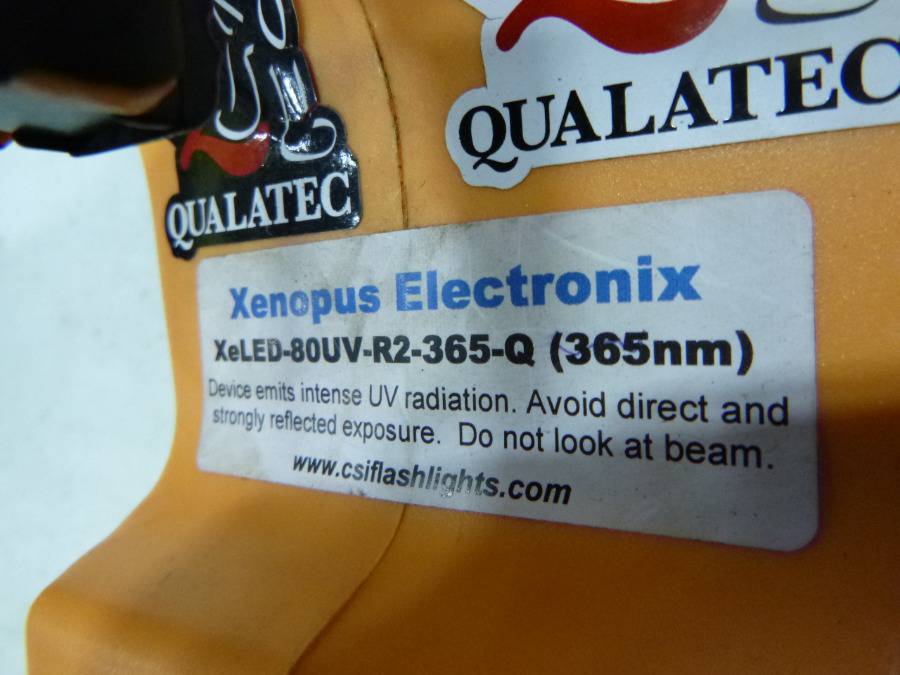 QUALATEC
QUALATEC
Xenopus Electronix
XeLED-80UV-R2-365-Q (365nm)
Device emits intense UV radiation. Avoid direct and
strongly reflected exposure. Do not look at beam.
www.csiflashlights.com